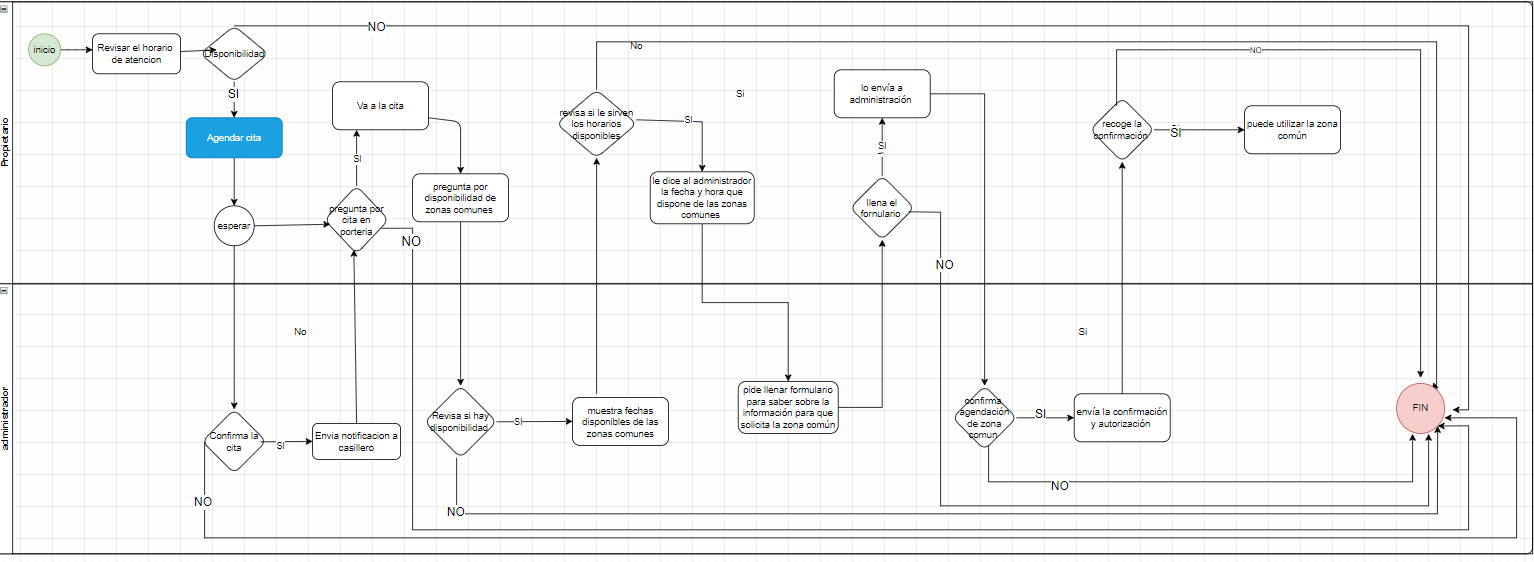 Propietario
inicio
Revisar el horario
de atencion
Disponibilidad
NO
SI
Agendar cita
esperar
Va a la cita
SI
pregunta por
cita en
porteria
NO
pregunta por
disponibilidad de
zonas comunes
No
revisa si le sirven
los horarios
disponibles
SI
Si
le dice al administrador
la fecha y hora que
dispone de las zonas
comunes
lo envía a
administración
SI
llena el
fornulario
NO
NO
recoge la
confirmación
SI
puede utilizar la zona
común
administrador
No
Confirma la
cita
SI
NO
Envia notificacion a
casillero
Revisa si hay
disponibilidad
SI
NO
muestra fechas
disponibles de las
zonas comunes
pide llenar formulario
para saber sobre la
información para que
solicita la zona común
confirma
agendación
de zona
comun
SI
NO
Si
envía la confirmación
y autorización
FIN